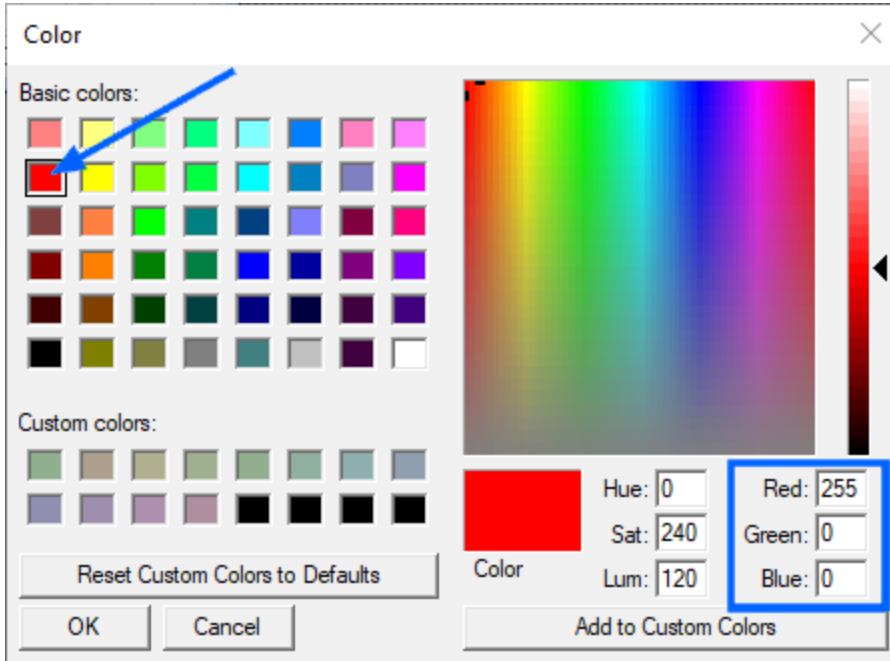 Color
Basic colors:
Custom colors:
Reset Custom Colors to Defaults
OK
Cancel
Color
Hue: 0
Sat: 240
Lum: 120
Red: 255
Green: 0
Blue: 0
Add to Custom Colors